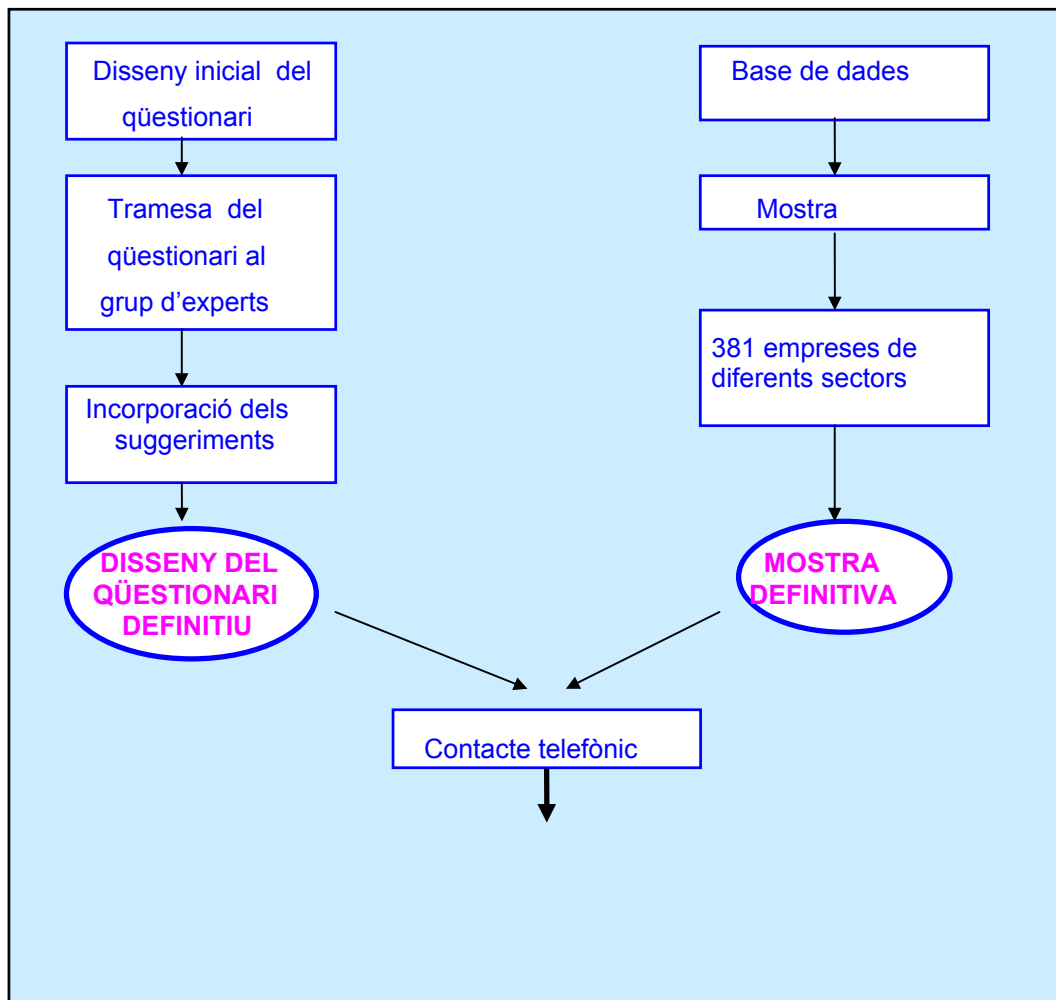 Disseny inicial del
qüestionari
Tramesa del
qüestionari al
grup d'experts
Incorporació dels
suggeriments
DISSENY DEL
QÜESTIONARI
DEFINITIU
Base de dades
Mostra
381 empreses de
diferents sectors
MOSTRA
DEFINITIVA
Contacte telefònic